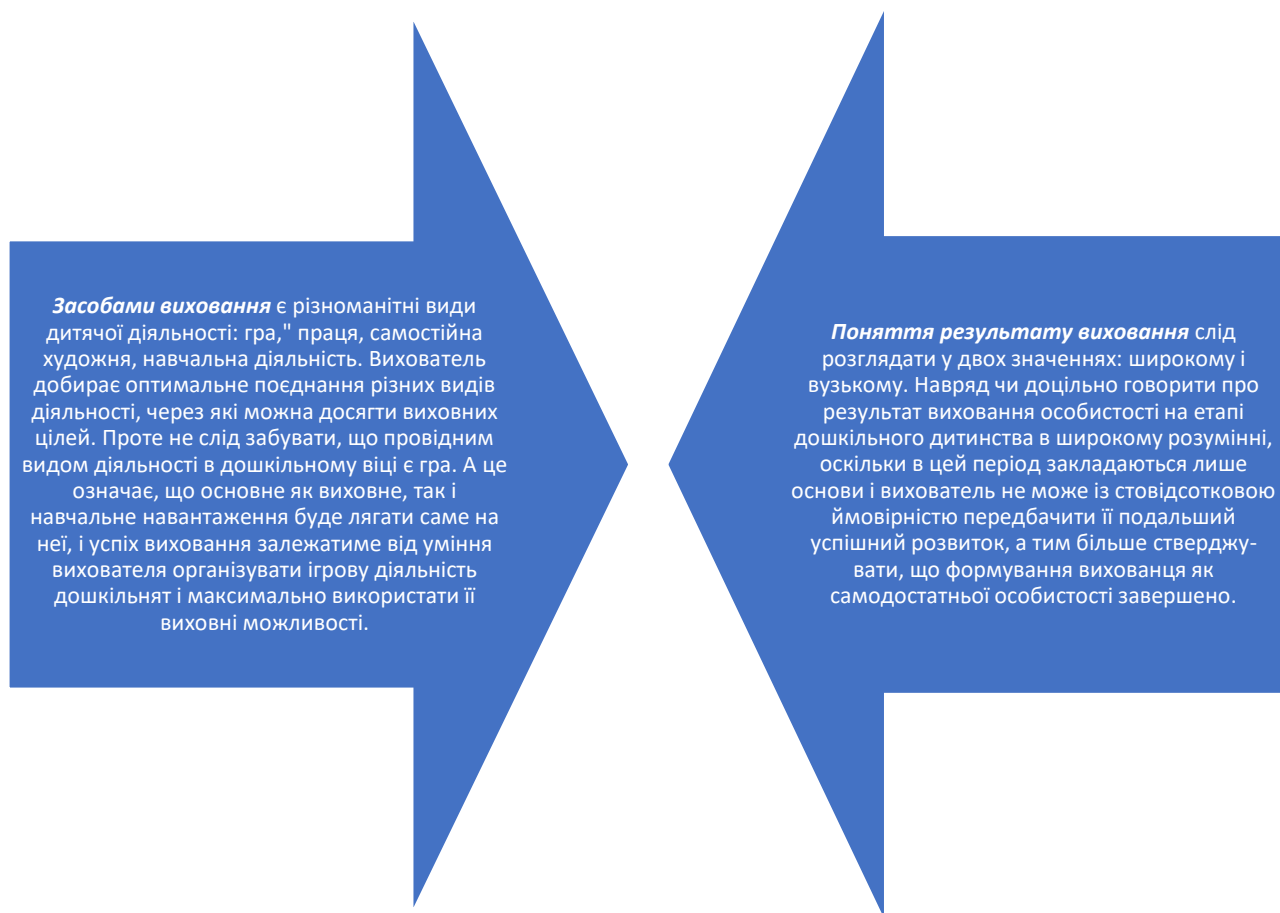 Засобами виховання є різноманітні види
дитячої діяльності: гра," праця, самостійна
художня, навчальна діяльність. Вихователь
добирає оптимальне поєднання різних видів
діяльності, через які можна досягти виховних
цілей. Проте не слід забувати, що провідним
видом діяльності в дошкільному віці є гра. А це
означає, що основне як виховне, так і
навчальне навантаження буде лягати саме на
неї, і успіх виховання залежатиме від уміння
вихователя організувати ігрову діяльність
дошкільнят і максимально використати її
виховні можливості.
Поняття результату виховання слід
розглядати у двох значеннях: широкому і
вузькому. Навряд чи доцільно говорити про
результат виховання особистості на етапі
дошкільного дитинства в широкому розумінні,
оскільки в цей період закладаються лише
основи і вихователь не може із стовідсотковою
ймовірністю передбачити її подальший
успішний розвиток, а тим більше стверджу-
вати, що формування вихованця як
самодостатньої особистості завершено.